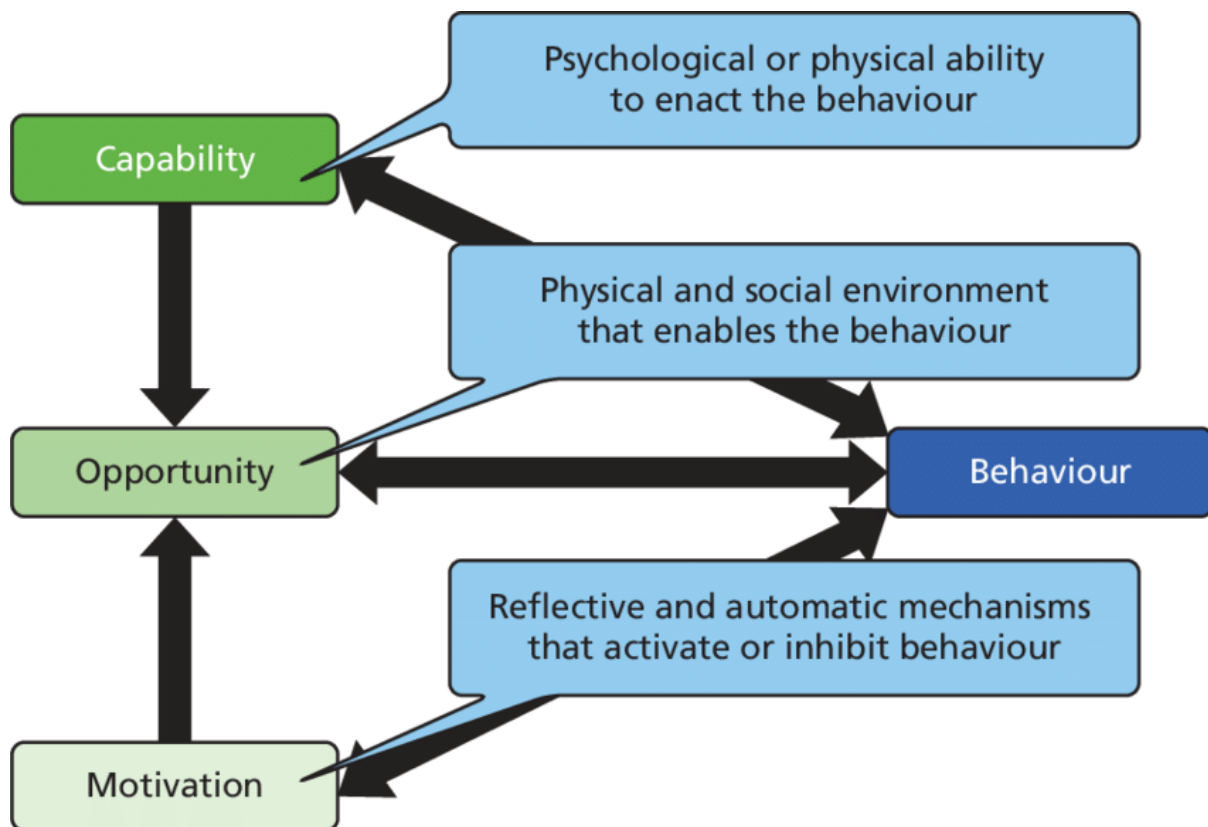 Psychological or physical ability
to enact the behaviour
Capability
Physical and social environment
that enables the behaviour
Opportunity
Behaviour
Reflective and automatic mechanisms
that activate or inhibit behaviour
Motivation